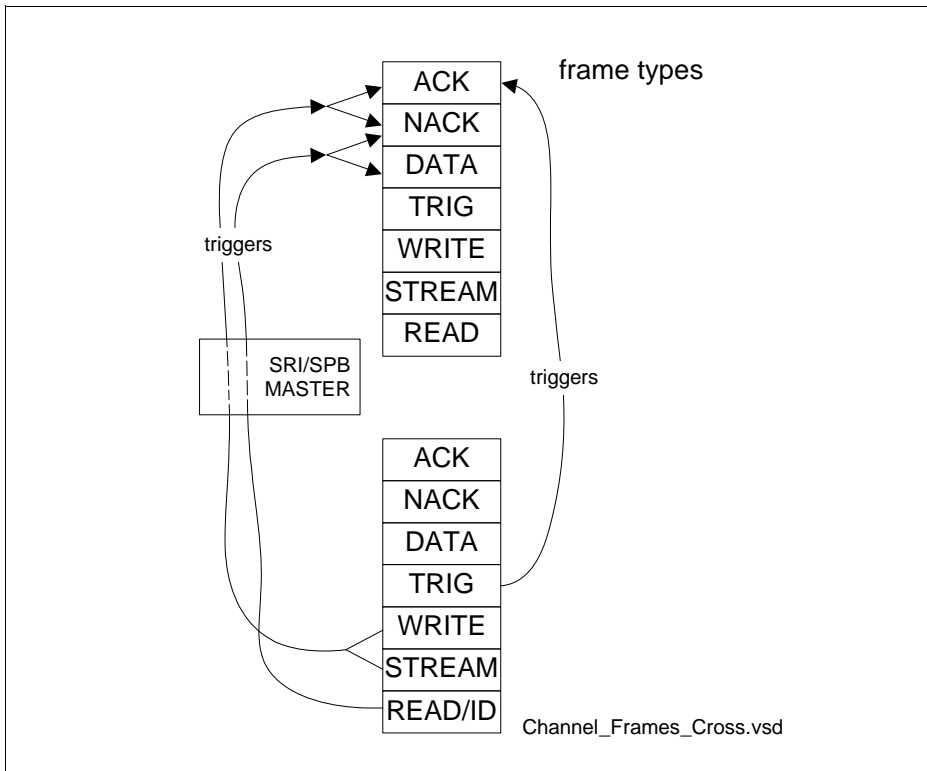 frame types
ACK
NACK
DATA
TRIG
WRITE
STREAM
READ
triggers
SRI/SPB
MASTER
triggers
ACK
NACK
DATA
TRIG
WRITE
STREAM
READ/ID
Channel_Frames_Cross.vsd